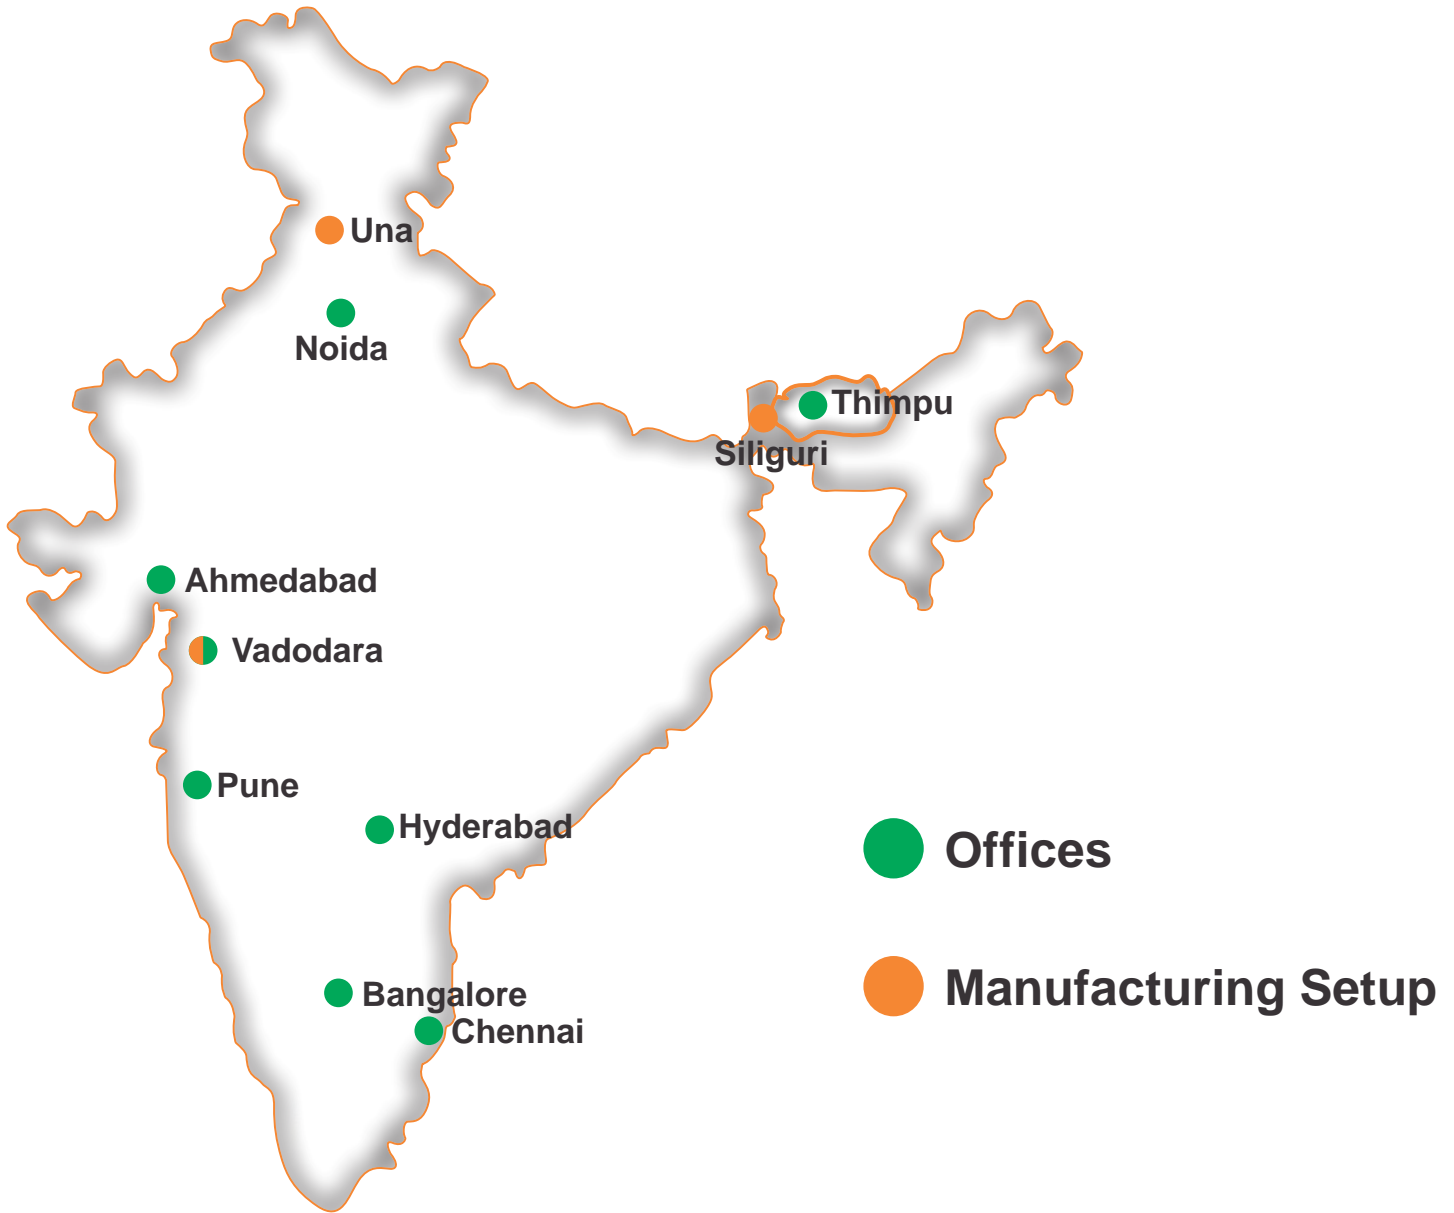 Una
Noida
Thimpu
Siliguri
Ahmedabad
Vadodara
Pune
Hyderabad
Offices
Manufacturing Setup
Bangalore
Chennai